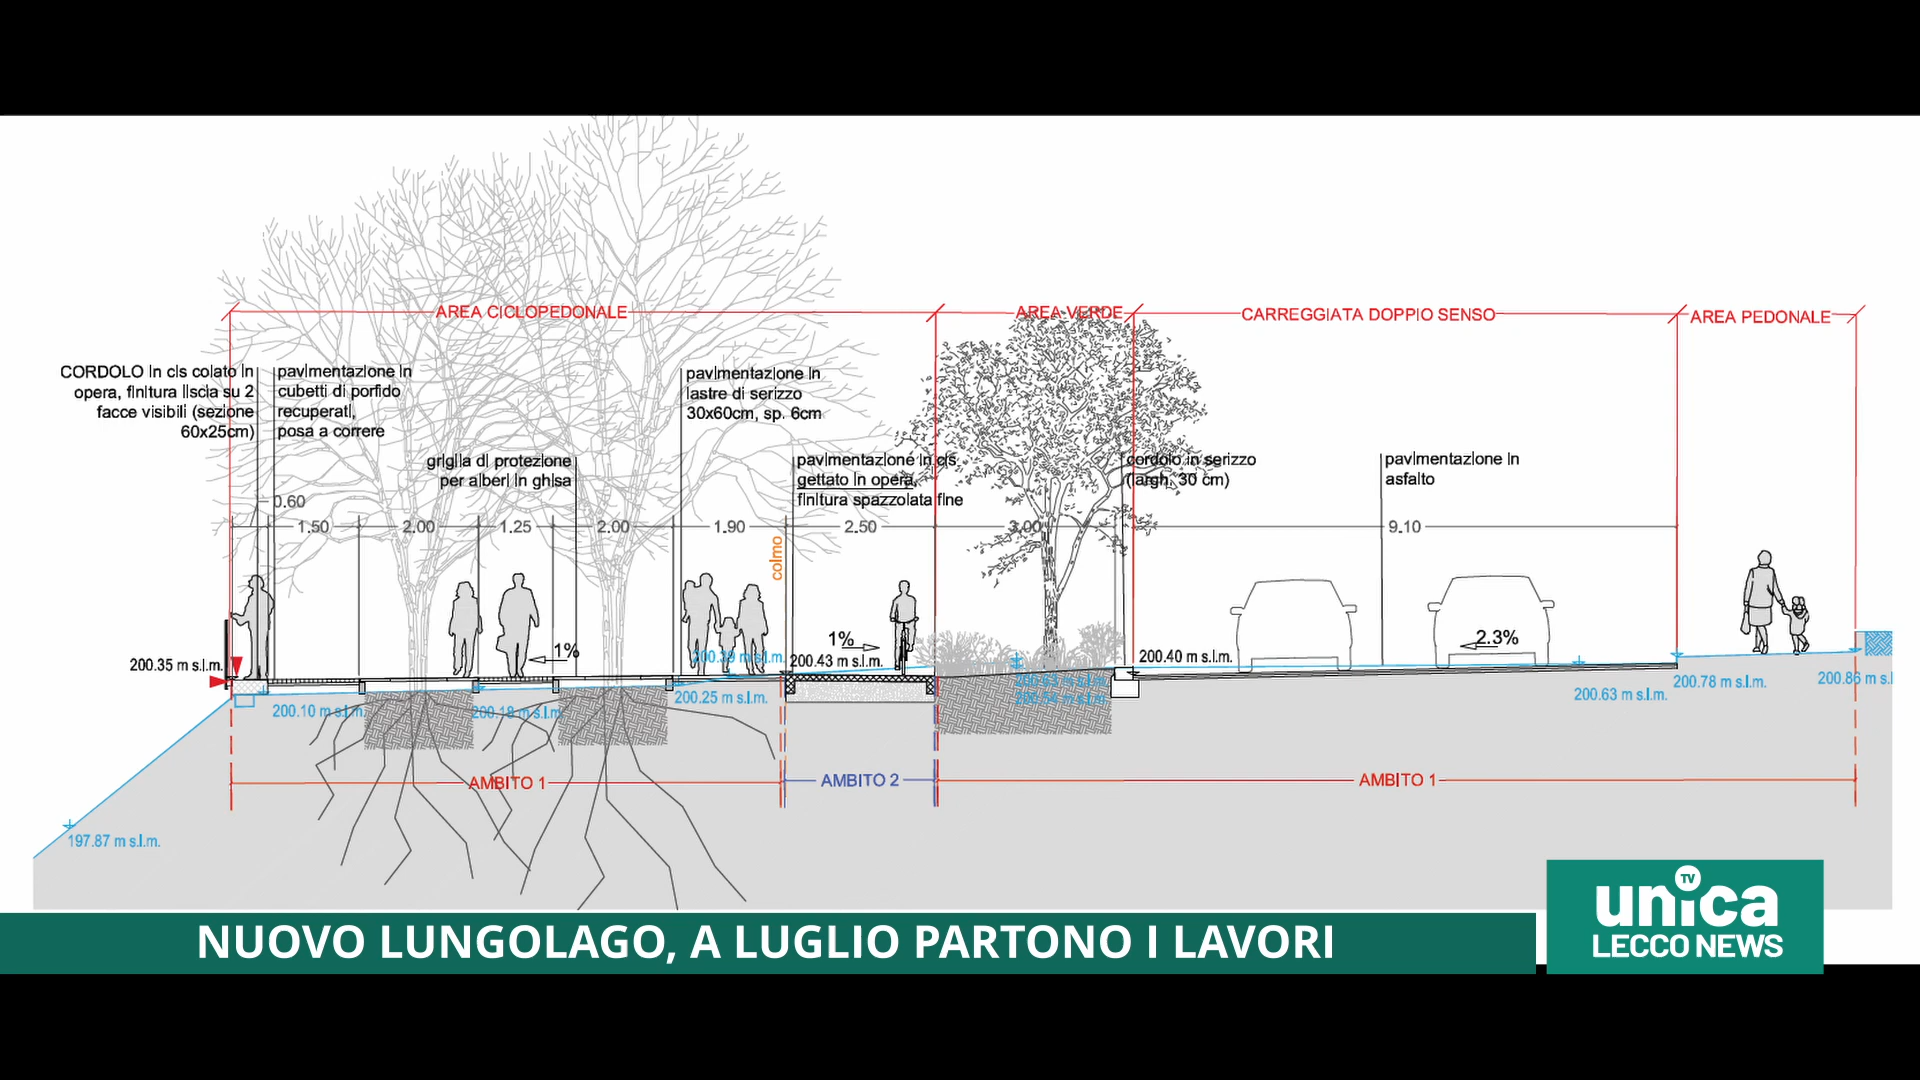 AREA CICLOPEDONALE
AREA VERDE
CARREGGIATA DOPPIO SENSO
AREA PEDONALE
CORDOLO in cls colato in
opera, finitura liscia su 2
facce visibili (sezione
60x25cm)
pavimentazione in
cubetti di porfido
recuperati,
posa a correre
griglia di protezione
per alberi in ghisa
pavimentazione in
lastre di serizzo
30x60cm, sp. 6cm
pavimentazione in cls
gettato in opera,
finitura spazzolata fine
cordolo in serizzo
(largh. 30 cm)
pavimentazione in
asfalto
0.60
1.50
2.00
1.25
2.00
1.90
2.50
3.00
9.10
colmo
1%
1%
2.3%
200.35 m s.l.m.
200.39 m s.l.m.
200.43 m s.l.m.
200.40 m s.l.m.
200.10 m s.l.m.
200.18 m s.l.m.
200.25 m s.l.m.
200.63 m s.l.m.
200.78 m s.l.m.
200.86 m s.l
AMBITO 1
AMBITO 2
AMBITO 1
197.87 m s.l.m.
NUOVO LUNGOLAGO, A LUGLIO PARTONO I LAVORI
TV
unica
LECCO NEWS